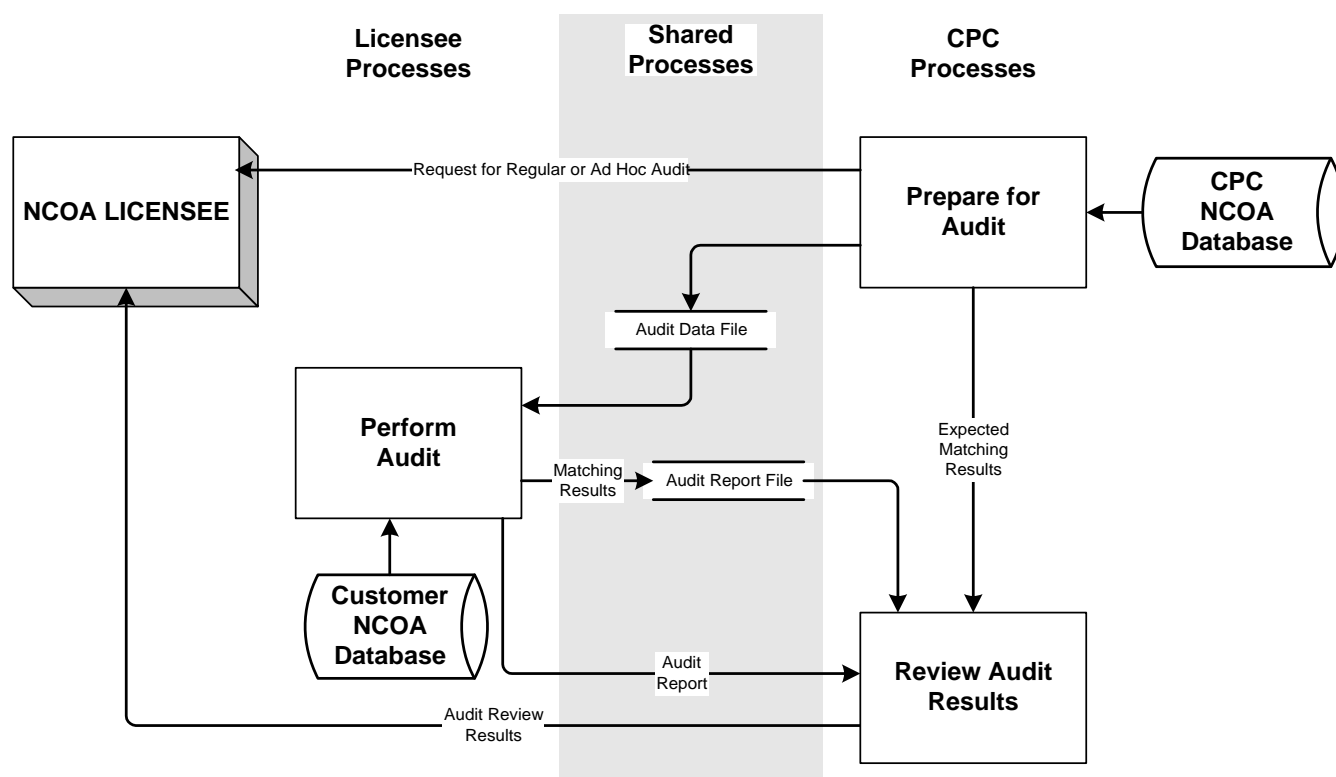 Licensee
Processes
Shared
Processes
CPC
Processes
NCOA LICENSEE
Request for Regular or Ad Hoc Audit
Prepare for
Audit
CPC
NCOA
Database
Audit Data File
Perform
Audit
Expected
Matching
Results
Matching
Results
Audit Report File
Customer
NCOA
Database
Audit
Report
Review Audit
Results
Audit Review
Results